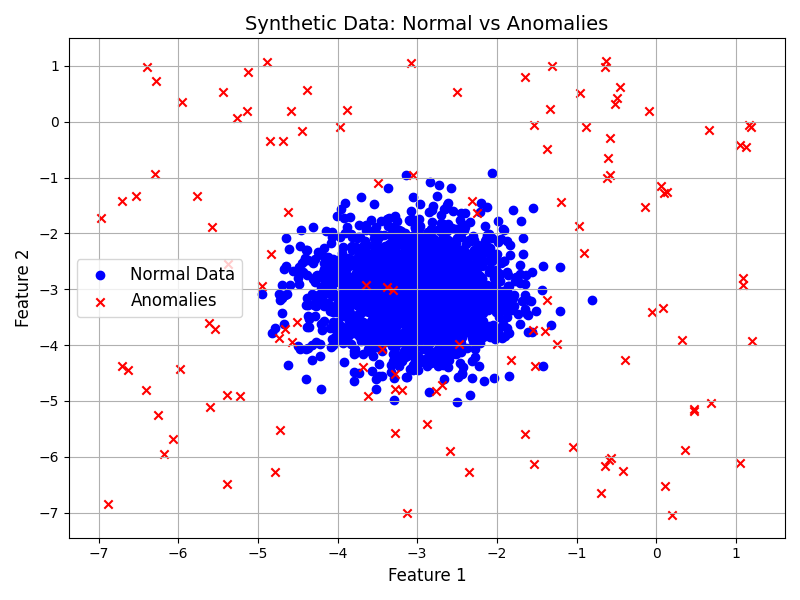 Synthetic Data: Normal vs Anomalies
1
0
−1
−2
−3
−4
−5
−6
−7
Feature 2
Normal Data
Anomalies
−7 −6 −5 −4 −3 −2 −1 0 1
Feature 1